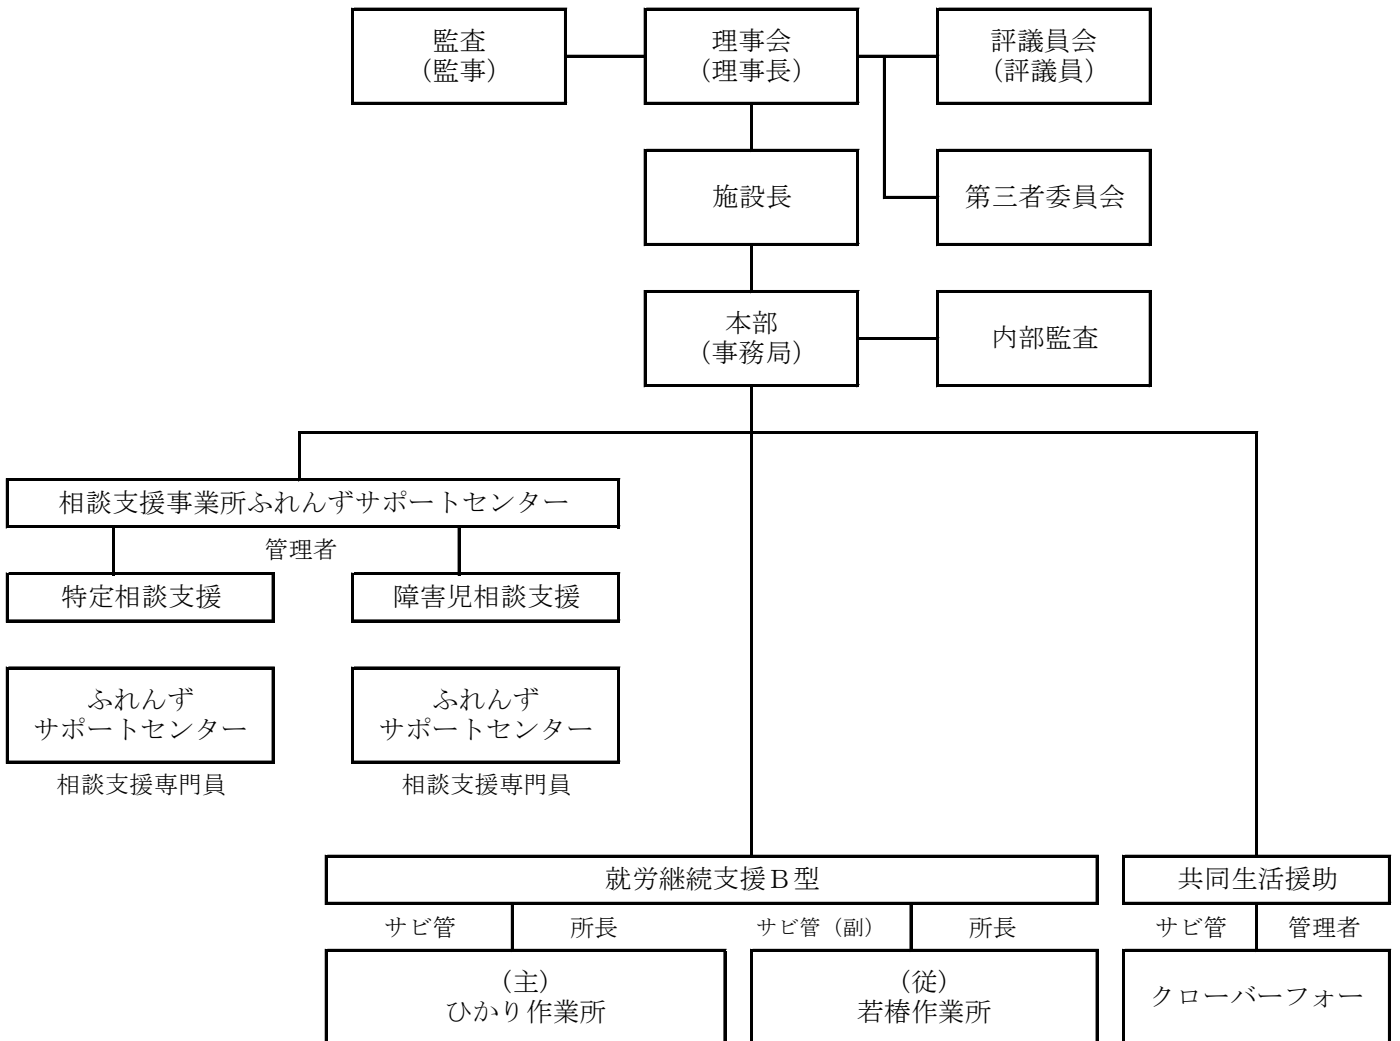 監査
（監事）
理事会
（理事長）
評議員会
（評議員）
施設長
第三者委員会
本部
（事務局）
内部監査
相談支援事業所ふれんずサポートセンター
管理者
特定相談支援
障害児相談支援
ふれんず
サポートセンター
ふれんず
サポートセンター
相談支援専門員
相談支援専門員
就労継続支援Ｂ型
共同生活援助
サビ管
所長
サビ管（副）
所長
サビ管
管理者
（主）
ひかり作業所
（従）
若椿作業所
クローバーフォー